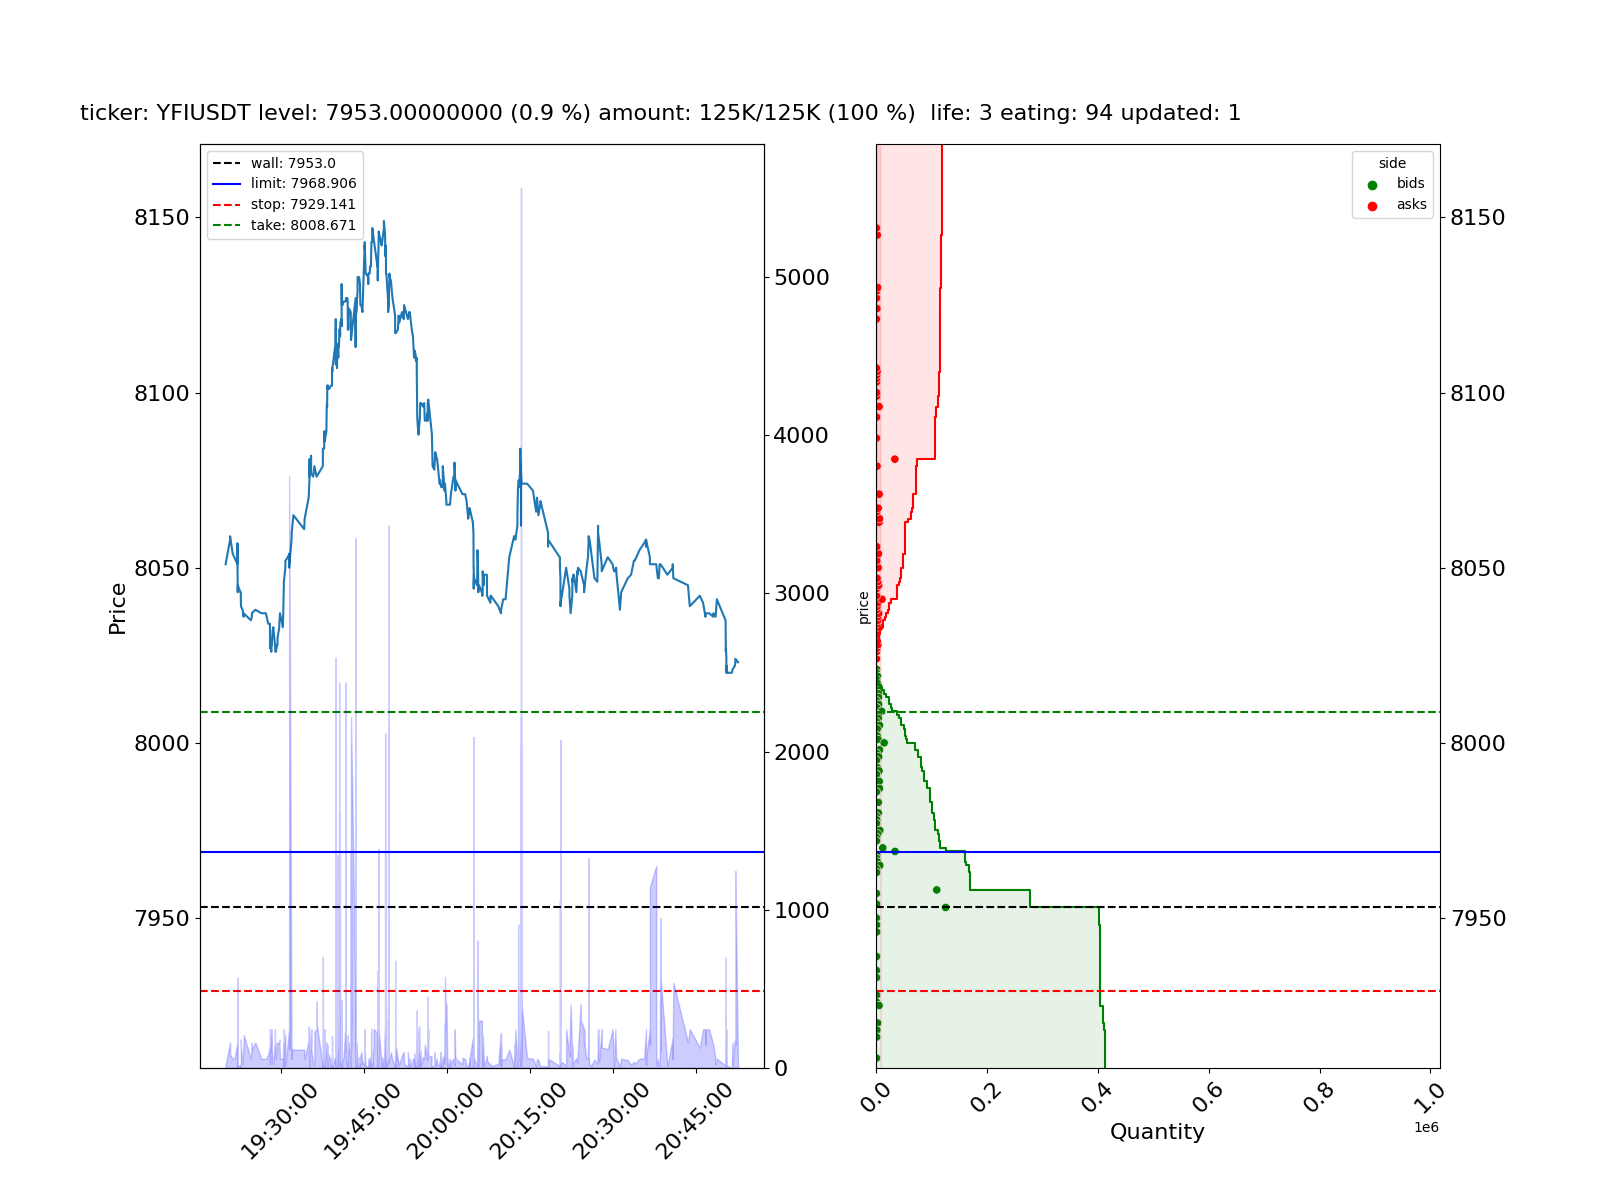 ticker: YFIUSDT level: 7953.00000000 (0.9 %) amount: 125K/125K (100 %)  life: 3 eating: 94 updated: 1
wall: 7953.0
limit: 7968.906
stop: 7929.141
take: 8008.671
8150
8100
8050
8000
7950
Price
5000
4000
3000
2000
1000
0
19:30:00
19:45:00
20:00:00
20:15:00
20:30:00
20:45:00
side
bids
asks
price
8150
8100
8050
8000
7950
0.0
0.2
0.4
0.6
0.8
1.0
1e6
Quantity